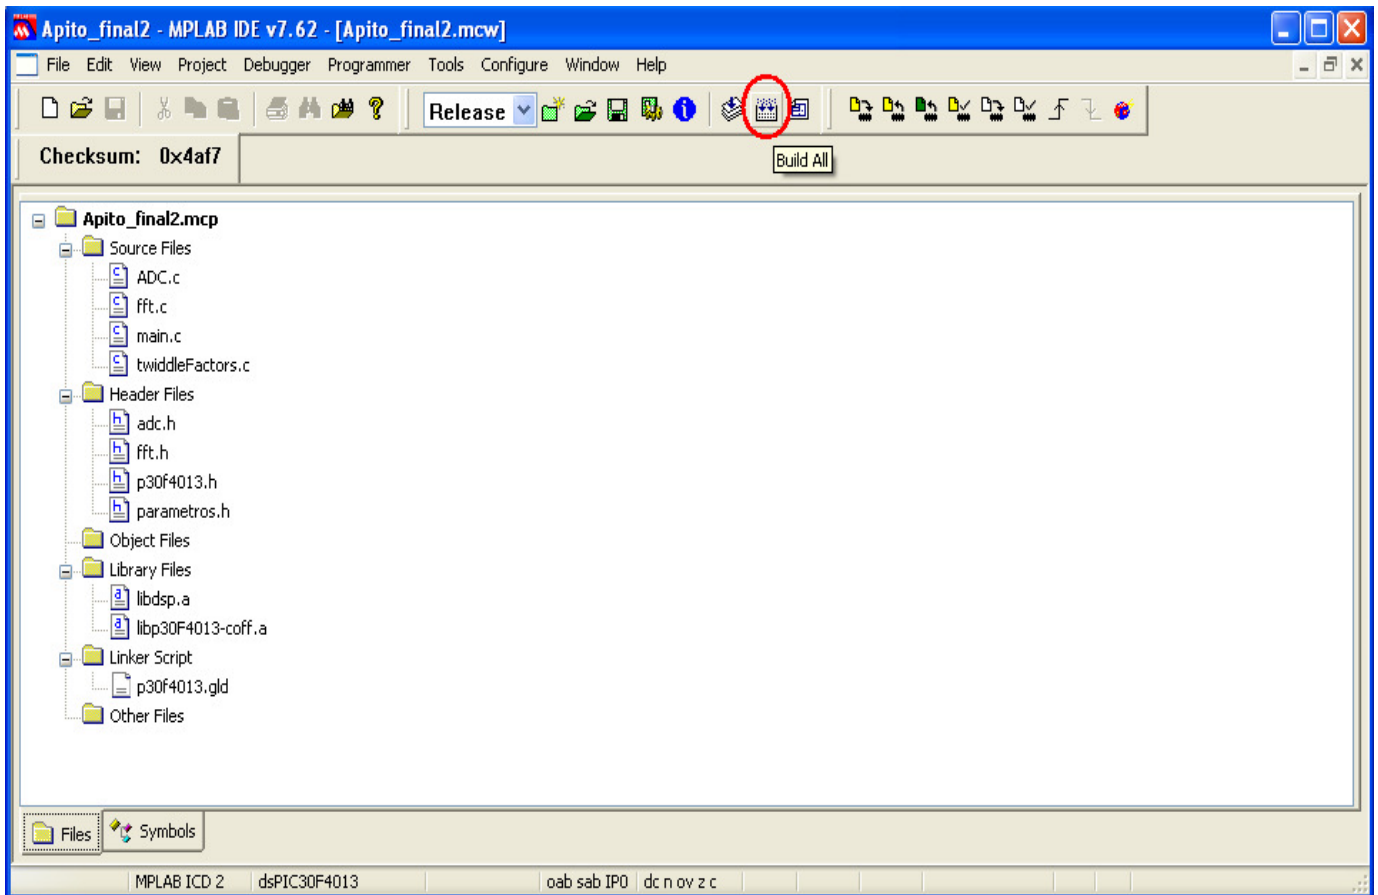 Apito_final2 - MPLAB IDE v7.62 - [Apito_final2.mcw]
File Edit View Project Debugger Programmer Tools Configure Window Help
Release
Checksum: 0x4af7
Build All
Apito_final2.mcp
Source Files
ADC.c
fft.c
main.c
twiddleFactors.c
Header Files
adc.h
fft.h
p30f4013.h
parametros.h
Object Files
Library Files
libdsp.a
libp30F4013-coff.a
Linker Script
p30f4013.gld
Other Files
Files Symbols
MPLAB ICD 2 dsPIC30F4013 oab sab IP0 dc n ov z c